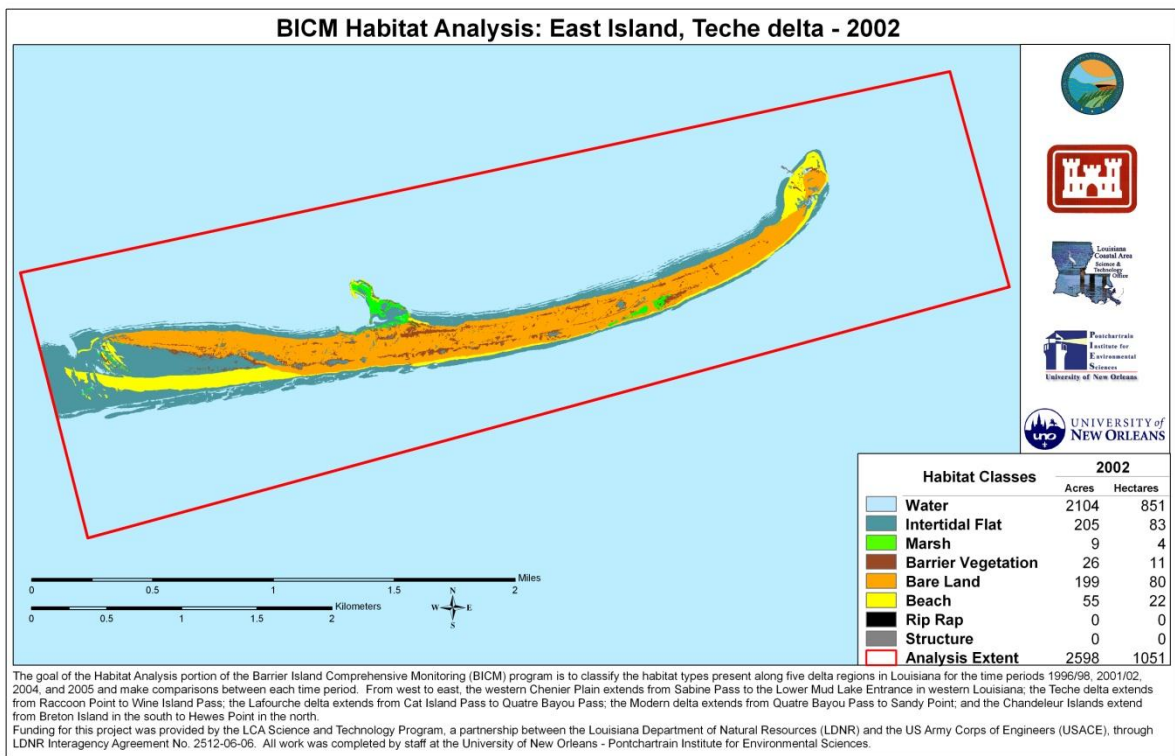 BICM Habitat Analysis: East Island, Teche delta - 2002
Louisiana
Coastal Area
Science &
Technology
Office
Pontchartrain
Institute for
Environmental
Sciences
University of New Orleans
uno
UNIVERSITY of
NEW ORLEANS
Habitat Classes 2002
Acres Hectares
Water 2104 851
Intertidal Flat 205 83
Marsh 9 4
Barrier Vegetation 26 11
Bare Land 199 80
Beach 55 22
Rip Rap 0 0
Structure 0 0
Analysis Extent 2598 1051
Miles
0 0.5 1 1.5 2
Kilometers
0 0.5 1 1.5 2
N
W E
S
The goal of the Habitat Analysis portion of the Barrier Island Comprehensive Monitoring (BICM) program is to classify the habitat types present along five delta regions in Louisiana for the time periods 1996/98, 2001/02,
2004, and 2005 and make comparisons between each time period. From west to east, the western Chenier Plain extends from Sabine Pass to the Lower Mud Lake Entrance in western Louisiana; the Teche delta extends
from Raccoon Point to Wine Island Pass; the Lafourche delta extends from Cat Island Pass to Quatre Bayou Pass; the Modern delta extends from Quatre Bayou Pass to Sandy Point; and the Chandeleur Islands extend
from Breton Island in the south to Hewes Point in the north.
Funding for this project was provided by the LCA Science and Technology Program, a partnership between the Louisiana Department of Natural Resources (LDNR) and the US Army Corps of Engineers (USACE), through
LDNR Interagency Agreement No. 2512-06-06. All work was completed by staff at the University of New Orleans - Pontchartrain Institute for Environmental Sciences.